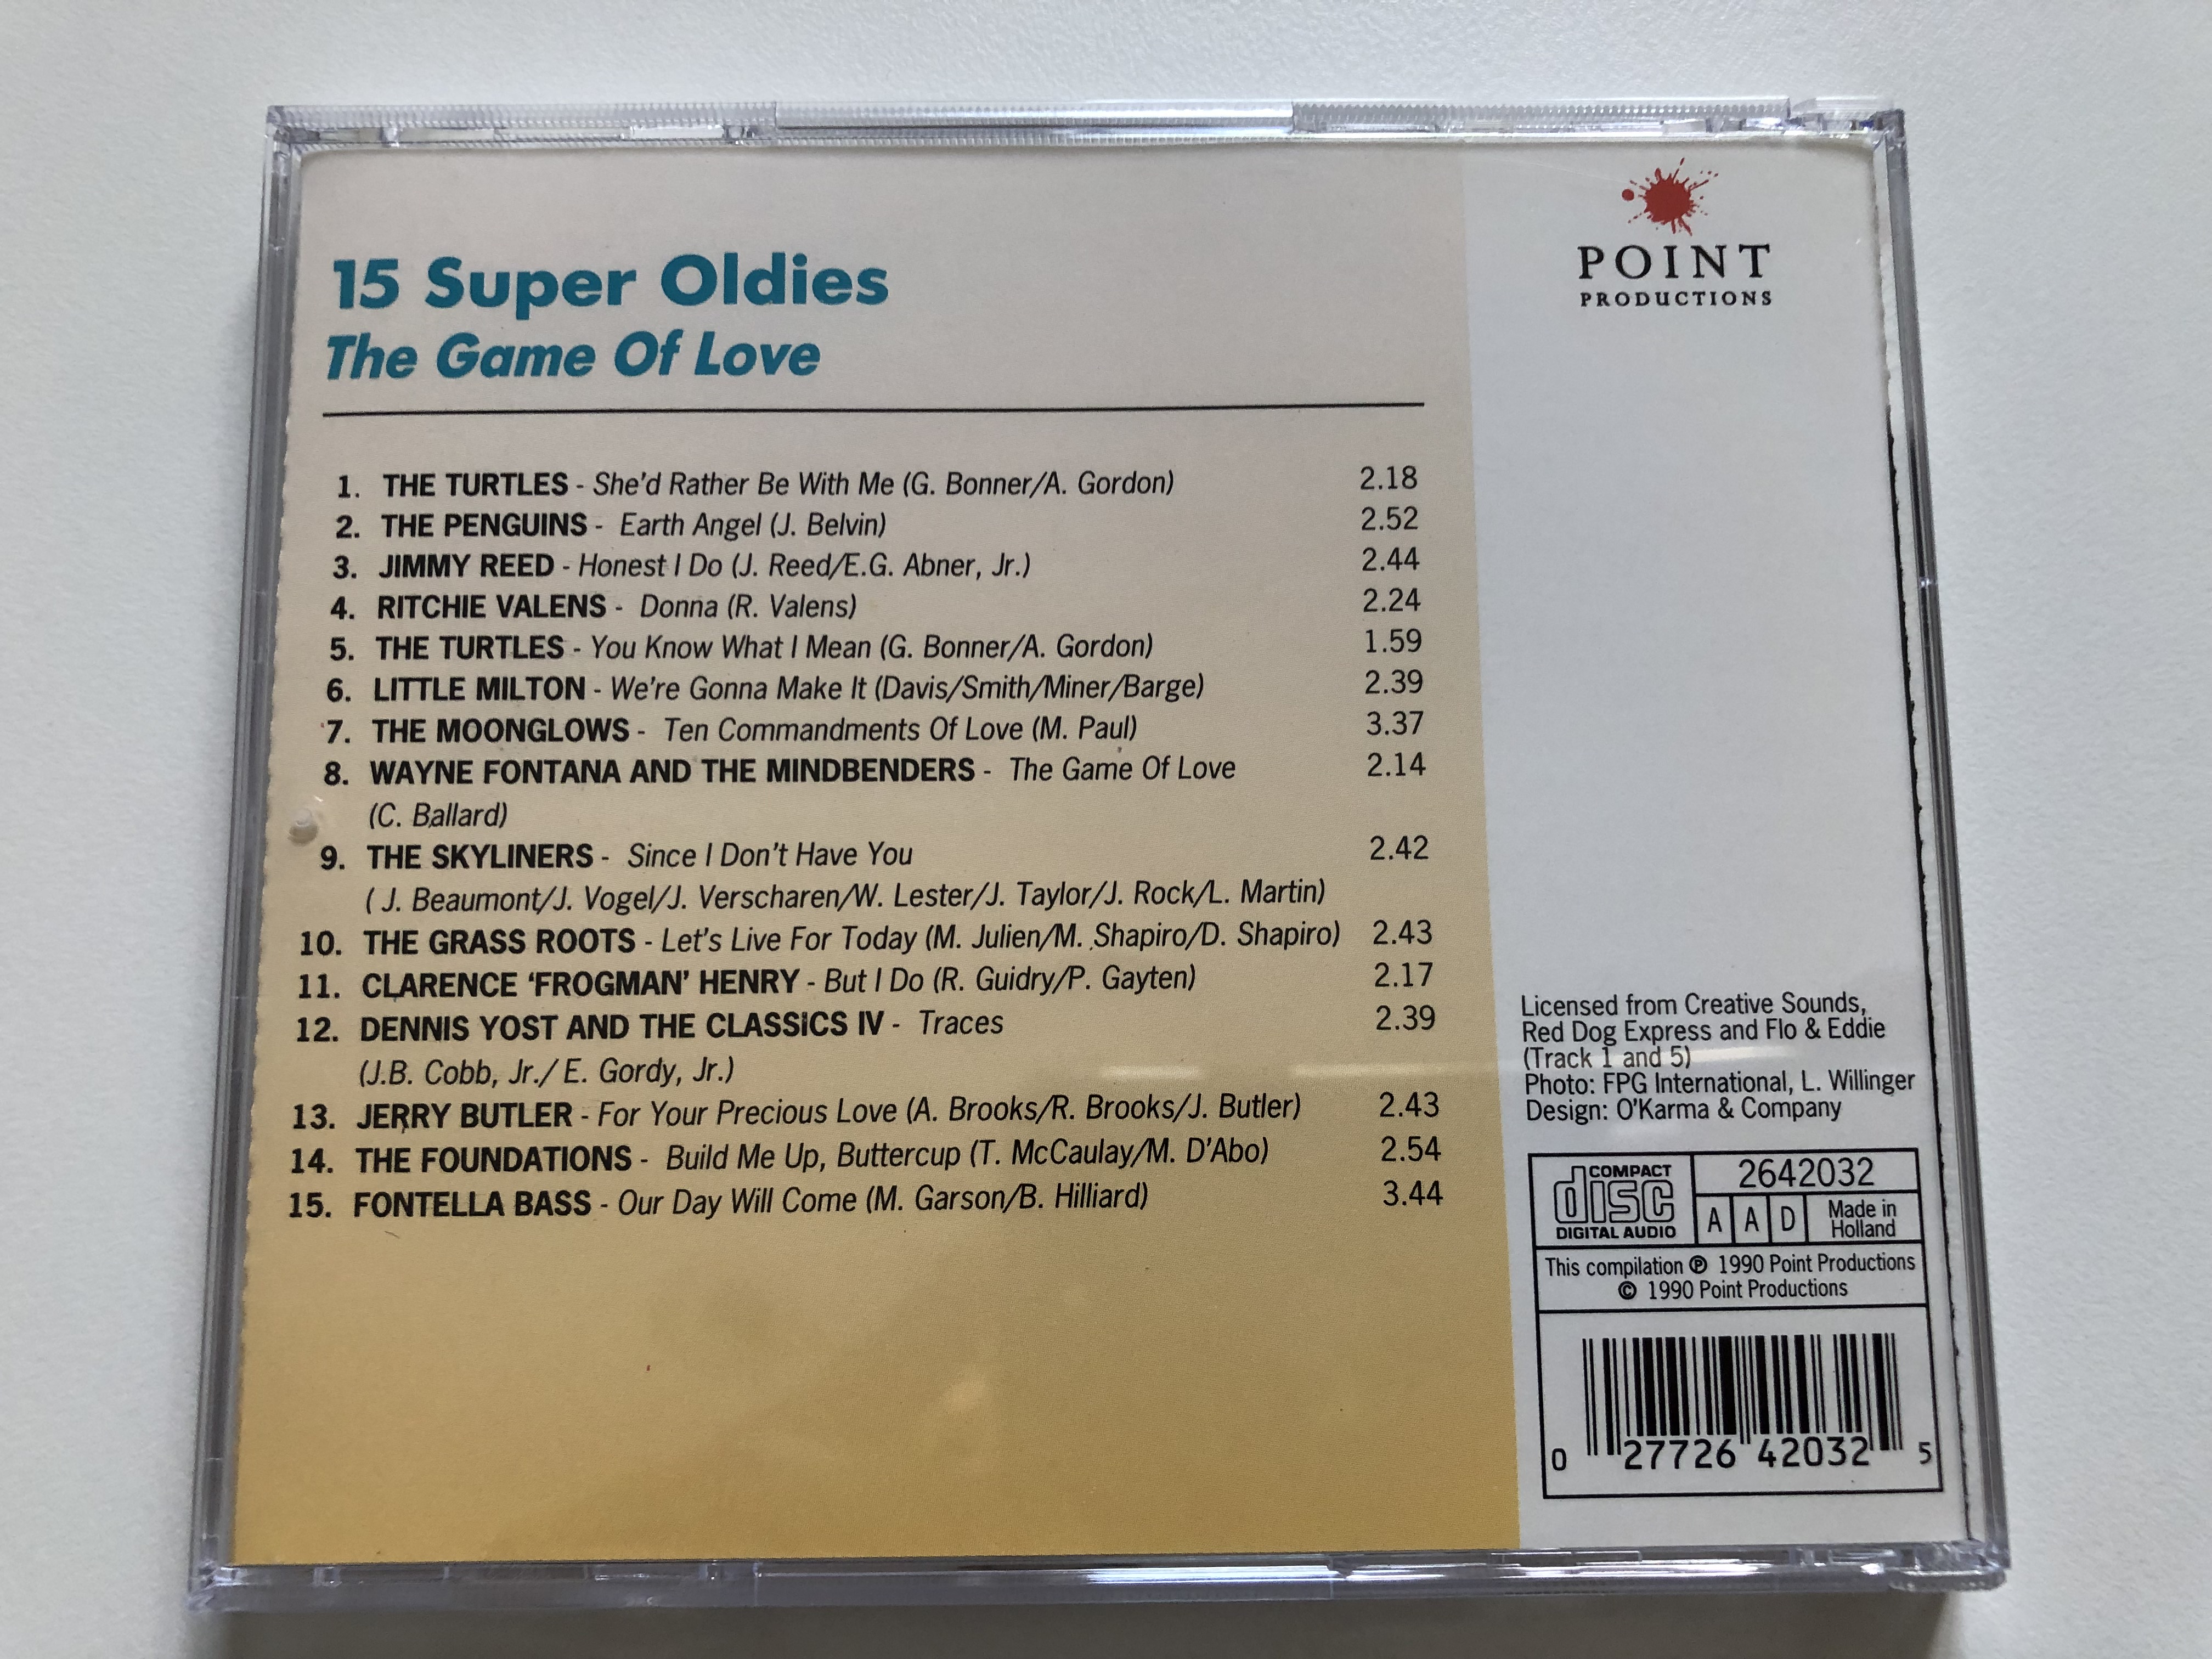 15 Super Oldies
The Game Of Love
1. THE TURTLES - She'd Rather Be With Me (G. Bonner/A. Gordon) 2.18
2. THE PENGUINS - Earth Angel (J. Belvin) 2.52
3. JIMMY REED - Honest I Do (J. Reed/E.G. Abner, Jr.) 2.44
4. RITCHIE VALENS - Donna (R. Valens) 2.24
5. THE TURTLES - You Know What I Mean (G. Bonner/A. Gordon) 1.59
6. LITTLE MILTON - We're Gonna Make It (Davis/Smith/Miner/Barge) 2.39
7. THE MOONGLOWS - Ten Commandments Of Love (M. Paul) 3.37
8. WAYNE FONTANA AND THE MINDBENDERS - The Game Of Love 2.14
(C. Ballard)
9. THE SKYLINERS - Since I Don't Have You 2.42
( J. Beaumont/J. Vogel/J. Verscharen/W. Lester/J. Taylor/J. Rock/L. Martin)
10. THE GRASS ROOTS - Let's Live For Today (M. Julien/M. Shapiro/D. Shapiro) 2.43
11. CLARENCE 'FROGMAN' HENRY - But I Do (R. Guidry/P. Gayten) 2.17
12. DENNIS YOST AND THE CLASSICS IV - Traces 2.39
(J.B. Cobb, Jr./ E. Gordy, Jr.)
13. JERRY BUTLER - For Your Precious Love (A. Brooks/R. Brooks/J. Butler) 2.43
14. THE FOUNDATIONS - Build Me Up, Buttercup (T. McCaulay/M. D'Abo) 2.54
15. FONTELLA BASS - Our Day Will Come (M. Garson/B. Hilliard) 3.44
POINT
PRODUCTIONS
Licensed from Creative Sounds,
Red Dog Express and Flo & Eddie
(Track 1 and 5)
Photo: FPG International, L. Willinger
Design: O'Karma & Company
COMPACT
disc
DIGITAL AUDIO
2642032
A A D
Made in
Holland
This compilation ℗ 1990 Point Productions
© 1990 Point Productions
0 27726 42032 5